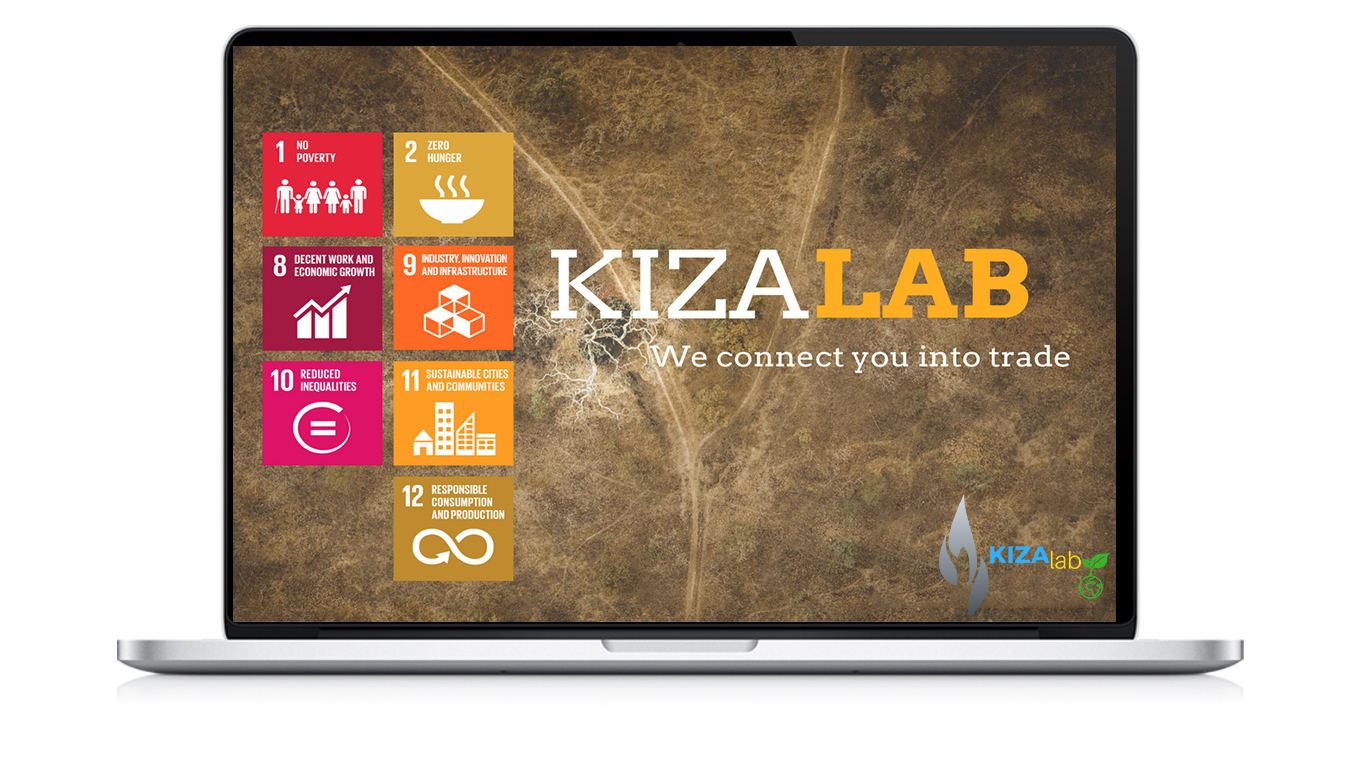 1 NO
POVERTY
2 ZERO
HUNGER
8 DECENT WORK AND
ECONOMIC GROWTH
9 INDUSTRY, INNOVATION
AND INFRASTRUCTURE
10 REDUCED
INEQUALITIES
11 SUSTAINABLE CITIES
AND COMMUNITIES
12 RESPONSIBLE
CONSUMPTION
AND PRODUCTION
KIZALAB
We connect you into trade
KIZAlab